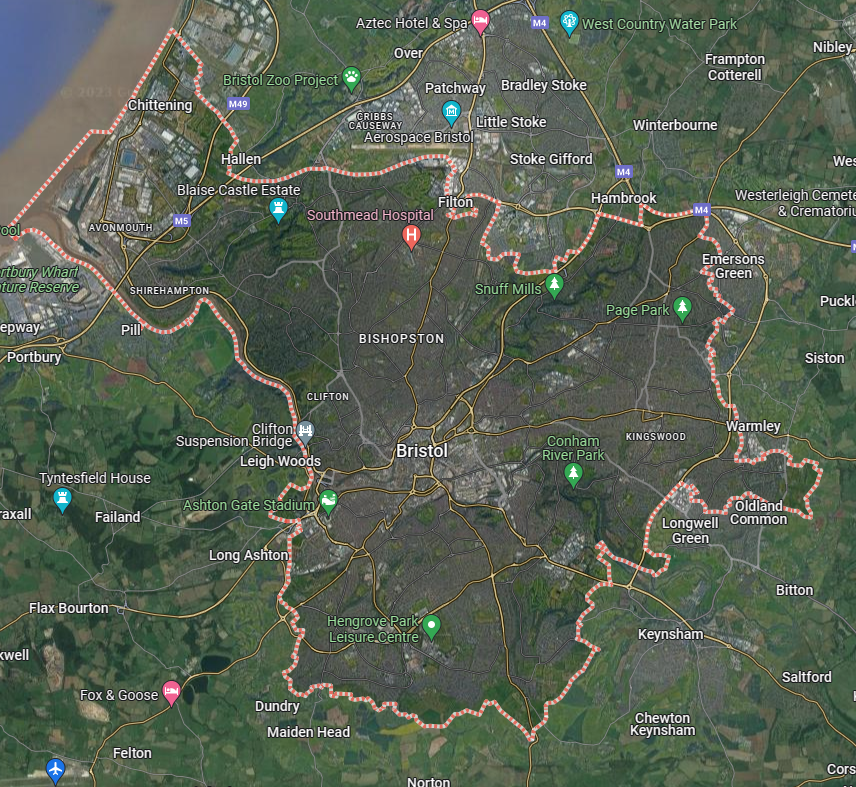 Aztec Hotel & Spa
M4
West Country Water Park
Over
Nibley
Frampton
Cotterell
Bristol Zoo Project
Patchway
Bradley Stoke
Chittening
M49
CRIBBS
CAUSEWAY
Little Stoke
Winterbourne
Aerospace Bristol
Hallen
Stoke Gifford
M4
Wes
Blaise Castle Estate
Filton
Hambrook
Westerleigh Cemete
& Crematoriu
M4
Southmead Hospital
M5
AVONMOUTH
ool
Emersons
Green
rtbury Wharf
ture Reserve
SHIREHAMPTON
Snuff Mills
Puckl
Page Park
epway
Pill
BISHOPSTON
Portbury
Siston
CLIFTON
Clifton
Suspension Bridge
Warmley
KINGSWOOD
Bristol
Conham
River Park
Leigh Woods
Tyntesfield House
Ashton Gate Stadium
raxall
Failand
Oldland
Common
Longwell
Green
Long Ashton
Bitton
Flax Bourton
Hengrove Park
Leisure Centre
Keynsham
kwell
Saltford
Fox & Goose
Dundry
Chewton
Keynsham
Maiden Head
Felton
Cors
Norton